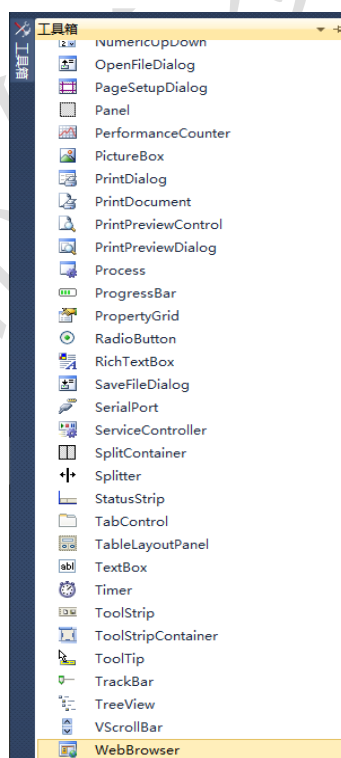 工具箱
工具箱
NumericUpDown
OpenFileDialog
PageSetupDialog
Panel
PerformanceCounter
PictureBox
PrintDialog
PrintDocument
PrintPreviewControl
PrintPreviewDialog
Process
ProgressBar
PropertyGrid
RadioButton
RichTextBox
SaveFileDialog
SerialPort
ServiceController
SplitContainer
Splitter
StatusStrip
TabControl
TableLayoutPanel
abl TextBox
Timer
ToolStrip
ToolStripContainer
ToolTip
TrackBar
TreeView
VScrollBar
WebBrowser